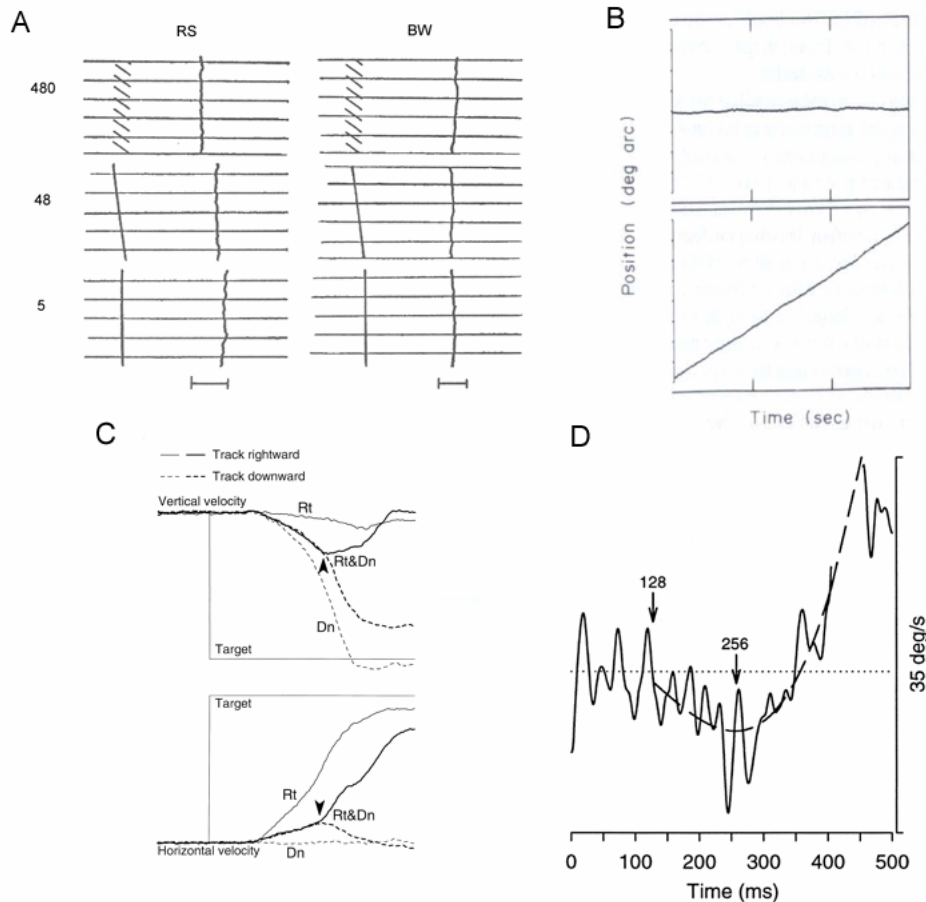 A
RS
BW
480
48
5
B
Position (deg arc)
Time (sec)
C
Track rightward
Track downward
Vertical velocity
Rt
Rt&Dn
Dn
Target
Target
Rt
Rt&Dn
Horizontal velocity
Dn
D
128
256
35 deg/s
0 100 200 300 400 500
Time (ms)